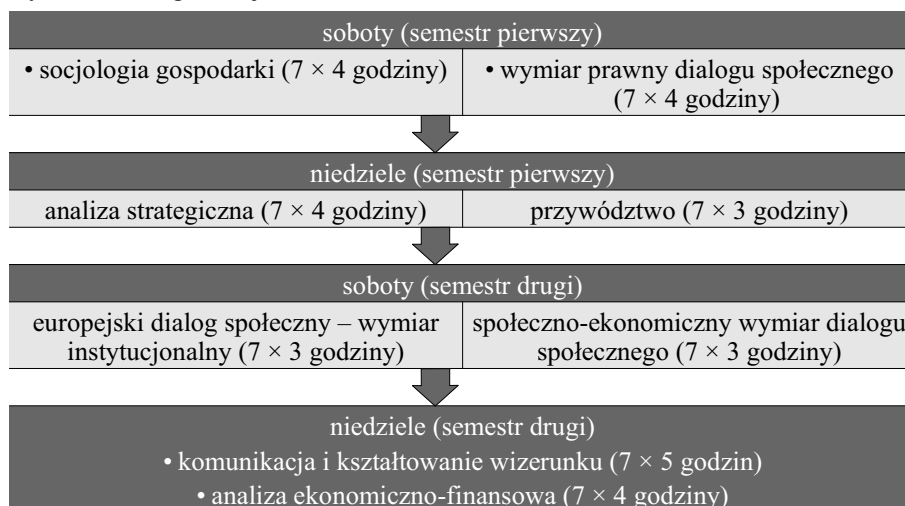 soboty (semestr pierwszy)
• socjologia gospodarki (7 × 4 godziny)
• wymiar prawny dialogu społecznego
(7 × 4 godziny)
niedziele (semestr pierwszy)
analiza strategiczna (7 × 4 godziny)
przywództwo (7 × 3 godziny)
soboty (semestr drugi)
europejski dialog społeczny – wymiar
instytucjonalny (7 × 3 godziny)
społeczno-ekonomiczny wymiar dialogu
społecznego (7 × 3 godziny)
niedziele (semestr drugi)
• komunikacja i kształtowanie wizerunku (7 × 5 godzin)
• analiza ekonomiczno-finansowa (7 × 4 godziny)